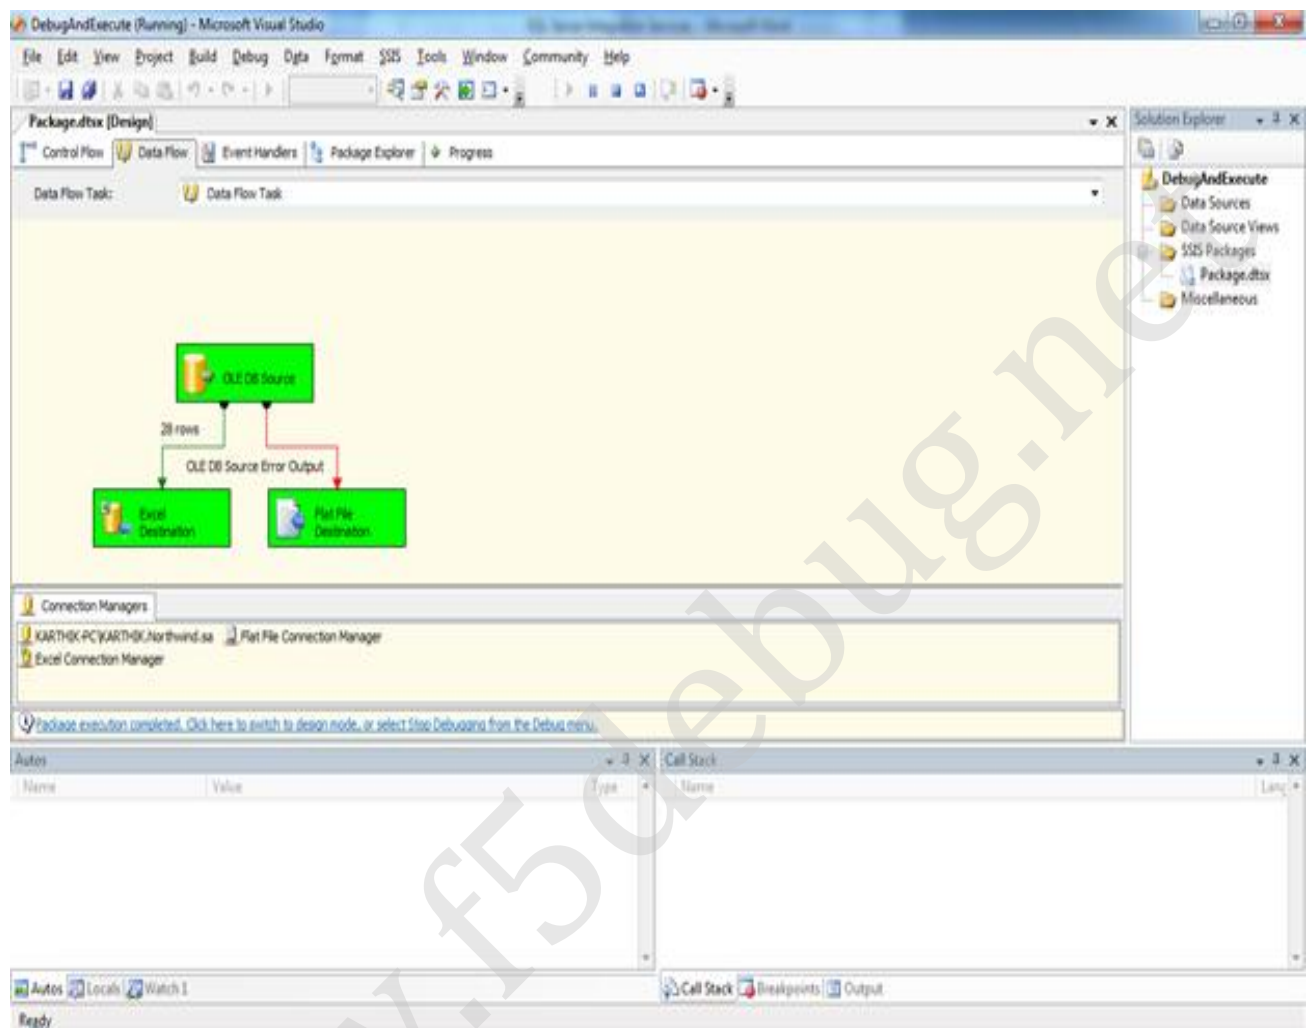 DebugAndExecute (Running) - Microsoft Visual Studio
File Edit View Project Build Debug Data Format SSIS Tools Window Community Help
Package.dtsx [Design]
Control Flow Data Flow Event Handlers Package Explorer Progress
Data Flow Task: Data Flow Task
OLE DB Source
28 rows
OLE DB Source Error Output
Excel
Destination
Flat File
Destination
Connection Managers
KARTHIK-PC\KARTHIK.Northwind.sa Flat File Connection Manager
Excel Connection Manager
Package execution completed. Click here to switch to design mode, or select Stop Debugging from the Debug menu.
Solution Explorer
DebugAndExecute
Data Sources
Data Source Views
SSIS Packages
Package.dtsx
Miscellaneous
Autos
Name Value Type
Call Stack
Name Lang
Autos Locals Watch 1
Call Stack Breakpoints Output
Ready
.f5debug.net